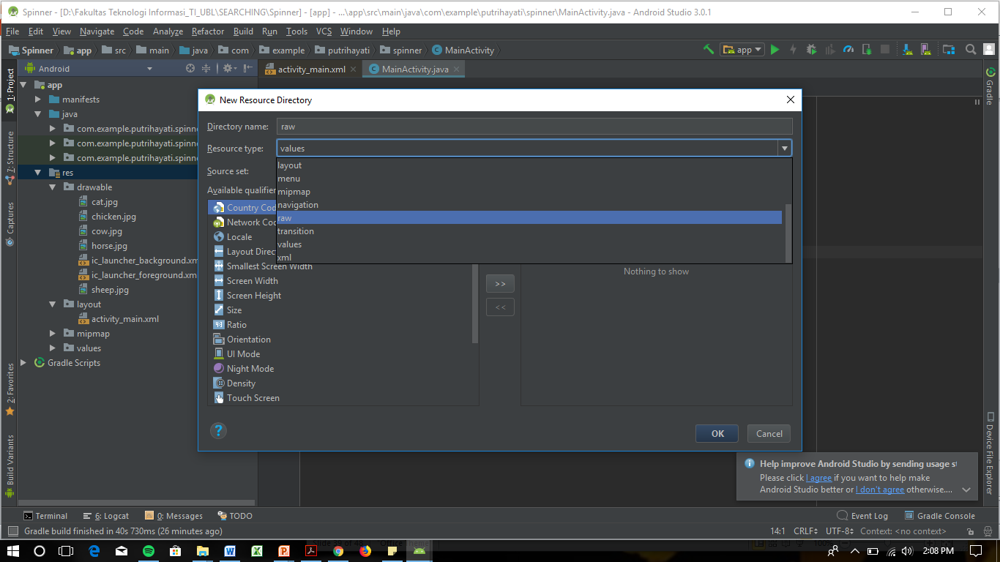 Spinner - [D:\Fakultas Teknologi Informasi_TI_UBL\SEARCHING\Spinner] - [app] - ...\app\src\main\java\com\example\putrihayati\spinner\MainActivity.java - Android Studio 3.0.1
File Edit View Navigate Code Analyze Refactor Build Run Tools VCS Window Help
Spinner app src main java com example putrihayati spinner MainActivity app
Android
activity_main.xml MainActivity.java
1: Project
7: Structure
Captures
2: Favorites
Build Variants
app
manifests
java
com.example.putrihayati.spinne
com.example.putrihayati.spinne
com.example.putrihayati.spinne
res
drawable
cat.jpg
chicken.jpg
cow.jpg
horse.jpg
ic_launcher_background.xm
ic_launcher_foreground.xm
sheep.jpg
layout
activity_main.xml
mipmap
values
Gradle Scripts
New Resource Directory
Directory name: raw
Resource type: values
Source set:
Available qualifier
layout
menu
mipmap
navigation
raw
transition
values
xml
Country Cod
Network Cod
Locale
Layout Direc
Smallest Screen Width
Screen Width
Screen Height
Size
Ratio
Orientation
UI Mode
Night Mode
Density
Touch Screen
>>
<<
Nothing to show
?
OK Cancel
Gradle
Device File Explorer
Help improve Android Studio by sending usage st
Please click I agree if you want to help make
Android Studio better or I don't agree otherwise....
Terminal 6: Logcat 0: Messages TODO Event Log Gradle Console
Gradle build finished in 40s 730ms (26 minutes ago) 14:1 CRLF UTF-8 Context: <no context>
2:08 PM